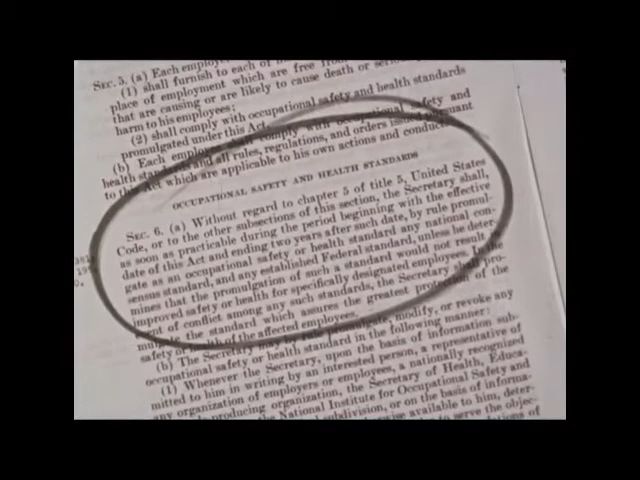 SEC. 5. (a) Each employer
(1) shall furnish to each of
place of employment which are free from
that are causing or are likely to cause death or
harm to his employees;
(2) shall comply with occupational safety and health standards
promulgated under this Act.
(b) Each employee shall comply with occupational safety and
health standards and all rules, regulations, and orders issued pursuant
to this Act which are applicable to his own actions and conduct.
OCCUPATIONAL SAFETY AND HEALTH STANDARDS
SEC. 6. (a) Without regard to chapter 5 of title 5, United States
Code, or to the other subsections of this section, the Secretary shall,
as soon as practicable during the period beginning with the effective
date of this Act and ending two years after such date, by rule promul-
gate as an occupational safety or health standard any national con-
sensus standard, and any established Federal standard, unless he deter-
mines that the promulgation of such a standard would not result in
improved safety or health for specifically designated employees. In the
event of conflict among any such standards, the Secretary shall pro-
mulgate the standard which assures the greatest protection of the
safety or health of the affected employees.
(b) The Secretary may by rule promulgate, modify, or revoke any
occupational safety or health standard in the following manner:
(1) Whenever the Secretary, upon the basis of information sub-
mitted to him in writing by an interested person, a representative of
any organization of employers or employees, a nationally recognized
producing organization, the Secretary of Health, Educa-
the National Institute for Occupational Safety and
subdivision, or on the basis of informa-
available to him, deter-
to serve the objec-